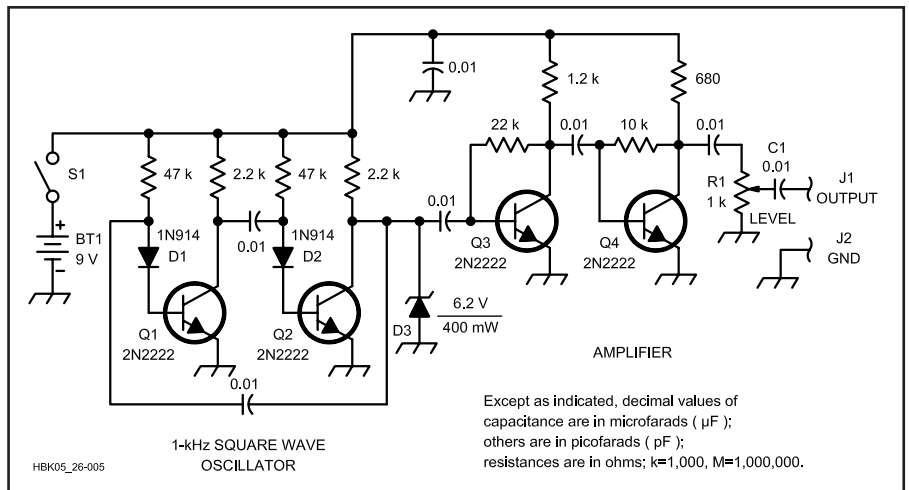 0.01
1.2 k
680
S1
47 k
2.2 k
47 k
2.2 k
22 k
0.01
10 k
0.01
C1
0.01
J1
OUTPUT
R1
1 k
LEVEL
J2
GND
+
BT1
9 V
–
1N914
D1
0.01
1N914
D2
0.01
Q3
2N2222
Q4
2N2222
Q1
2N2222
Q2
2N2222
D3
6.2 V
400 mW
0.01
AMPLIFIER
1-kHz SQUARE WAVE
OSCILLATOR
Except as indicated, decimal values of
capacitance are in microfarads ( µF );
others are in picofarads ( pF );
resistances are in ohms; k=1,000, M=1,000,000.
HBK05_26-005